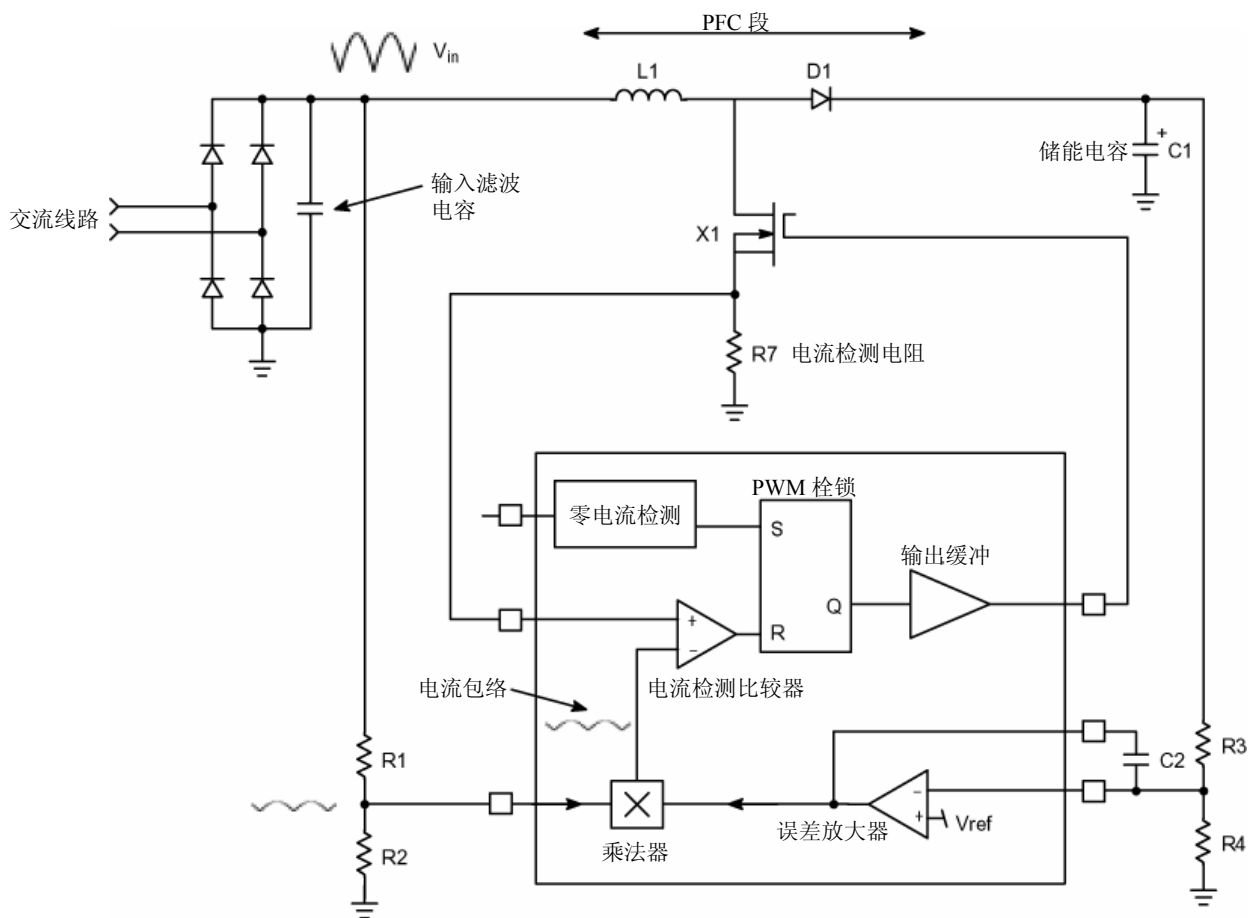 PFC 段
Vin
L1
D1
储能电容
+
C1
输入滤波
电容
交流线路
X1
R7
电流检测电阻
PWM 栓锁
零电流检测
S
输出缓冲
Q
+
−
R
电流包络
电流检测比较器
R1
C2
R3
−
+
Vref
误差放大器
乘法器
R2
R4